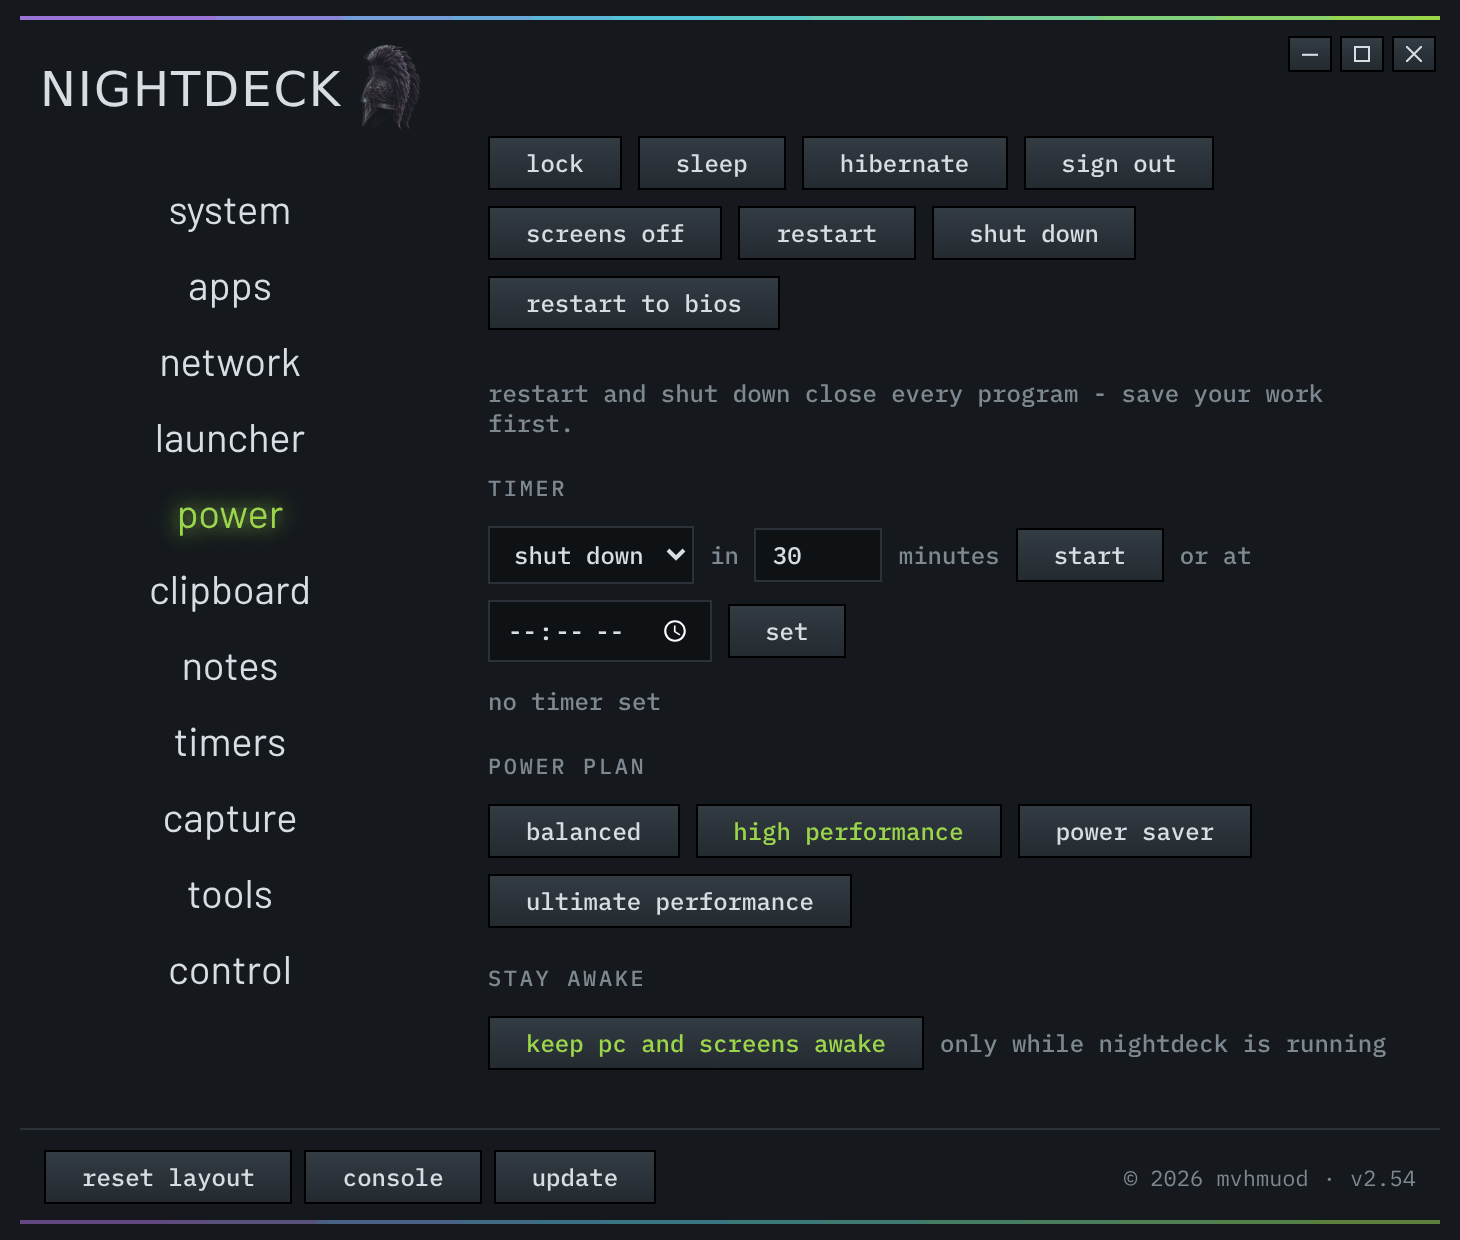 NIGHTDECK
system
apps
network
launcher
power
clipboard
notes
timers
capture
tools
control
lock sleep hibernate sign out
screens off restart shut down
restart to bios
restart and shut down close every program - save your work
first.
TIMER
shut down in 30 minutes start or at
--:-- -- set
no timer set
POWER PLAN
balanced high performance power saver
ultimate performance
STAY AWAKE
keep pc and screens awake only while nightdeck is running
reset layout console update © 2026 mvhmuod · v2.54